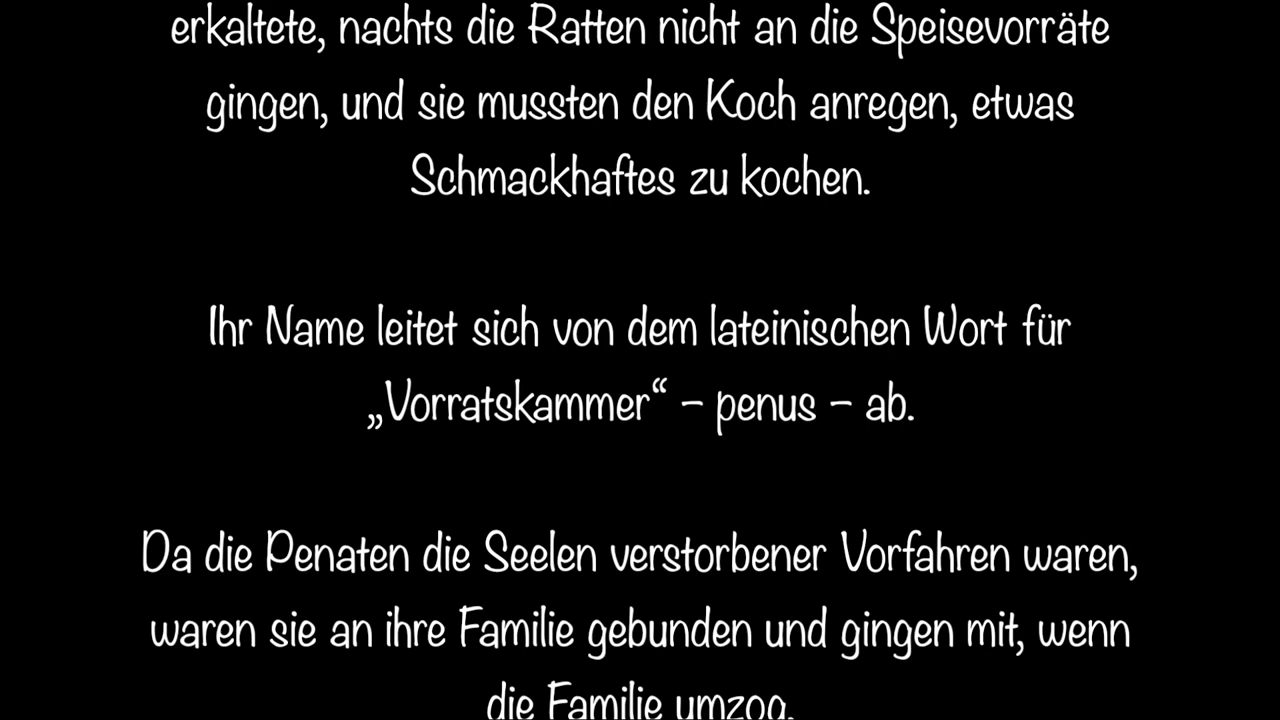 erkaltete, nachts die Ratten nicht an die Speisevorräte
gingen, und sie mussten den Koch anregen, etwas
Schmackhaftes zu kochen.
Ihr Name leitet sich von dem lateinischen Wort für
„Vorratskammer“ – penus – ab.
Da die Penaten die Seelen verstorbener Vorfahren waren,
waren sie an ihre Familie gebunden und gingen mit, wenn
die Familie umzog.